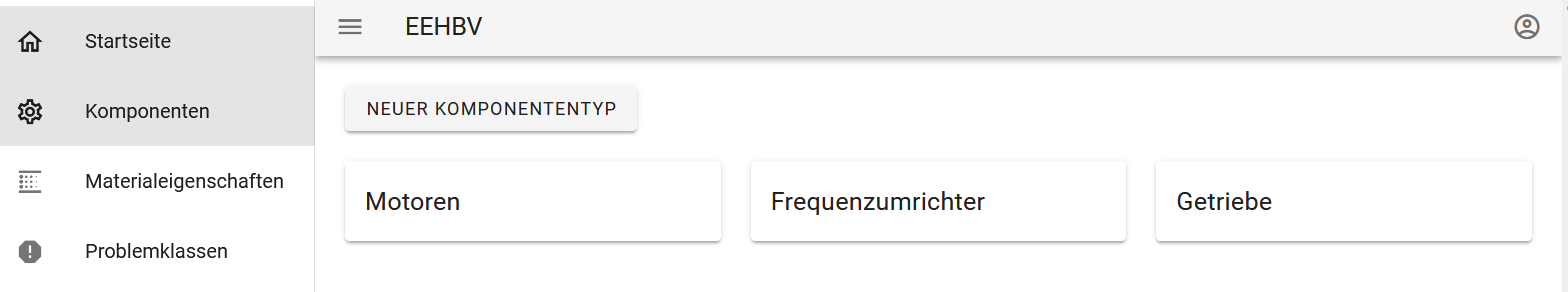 Startseite
Komponenten
Materialeigenschaften
Problemklassen
EEHBV
NEUER KOMPONENTENTYP
Motoren
Frequenzumrichter
Getriebe